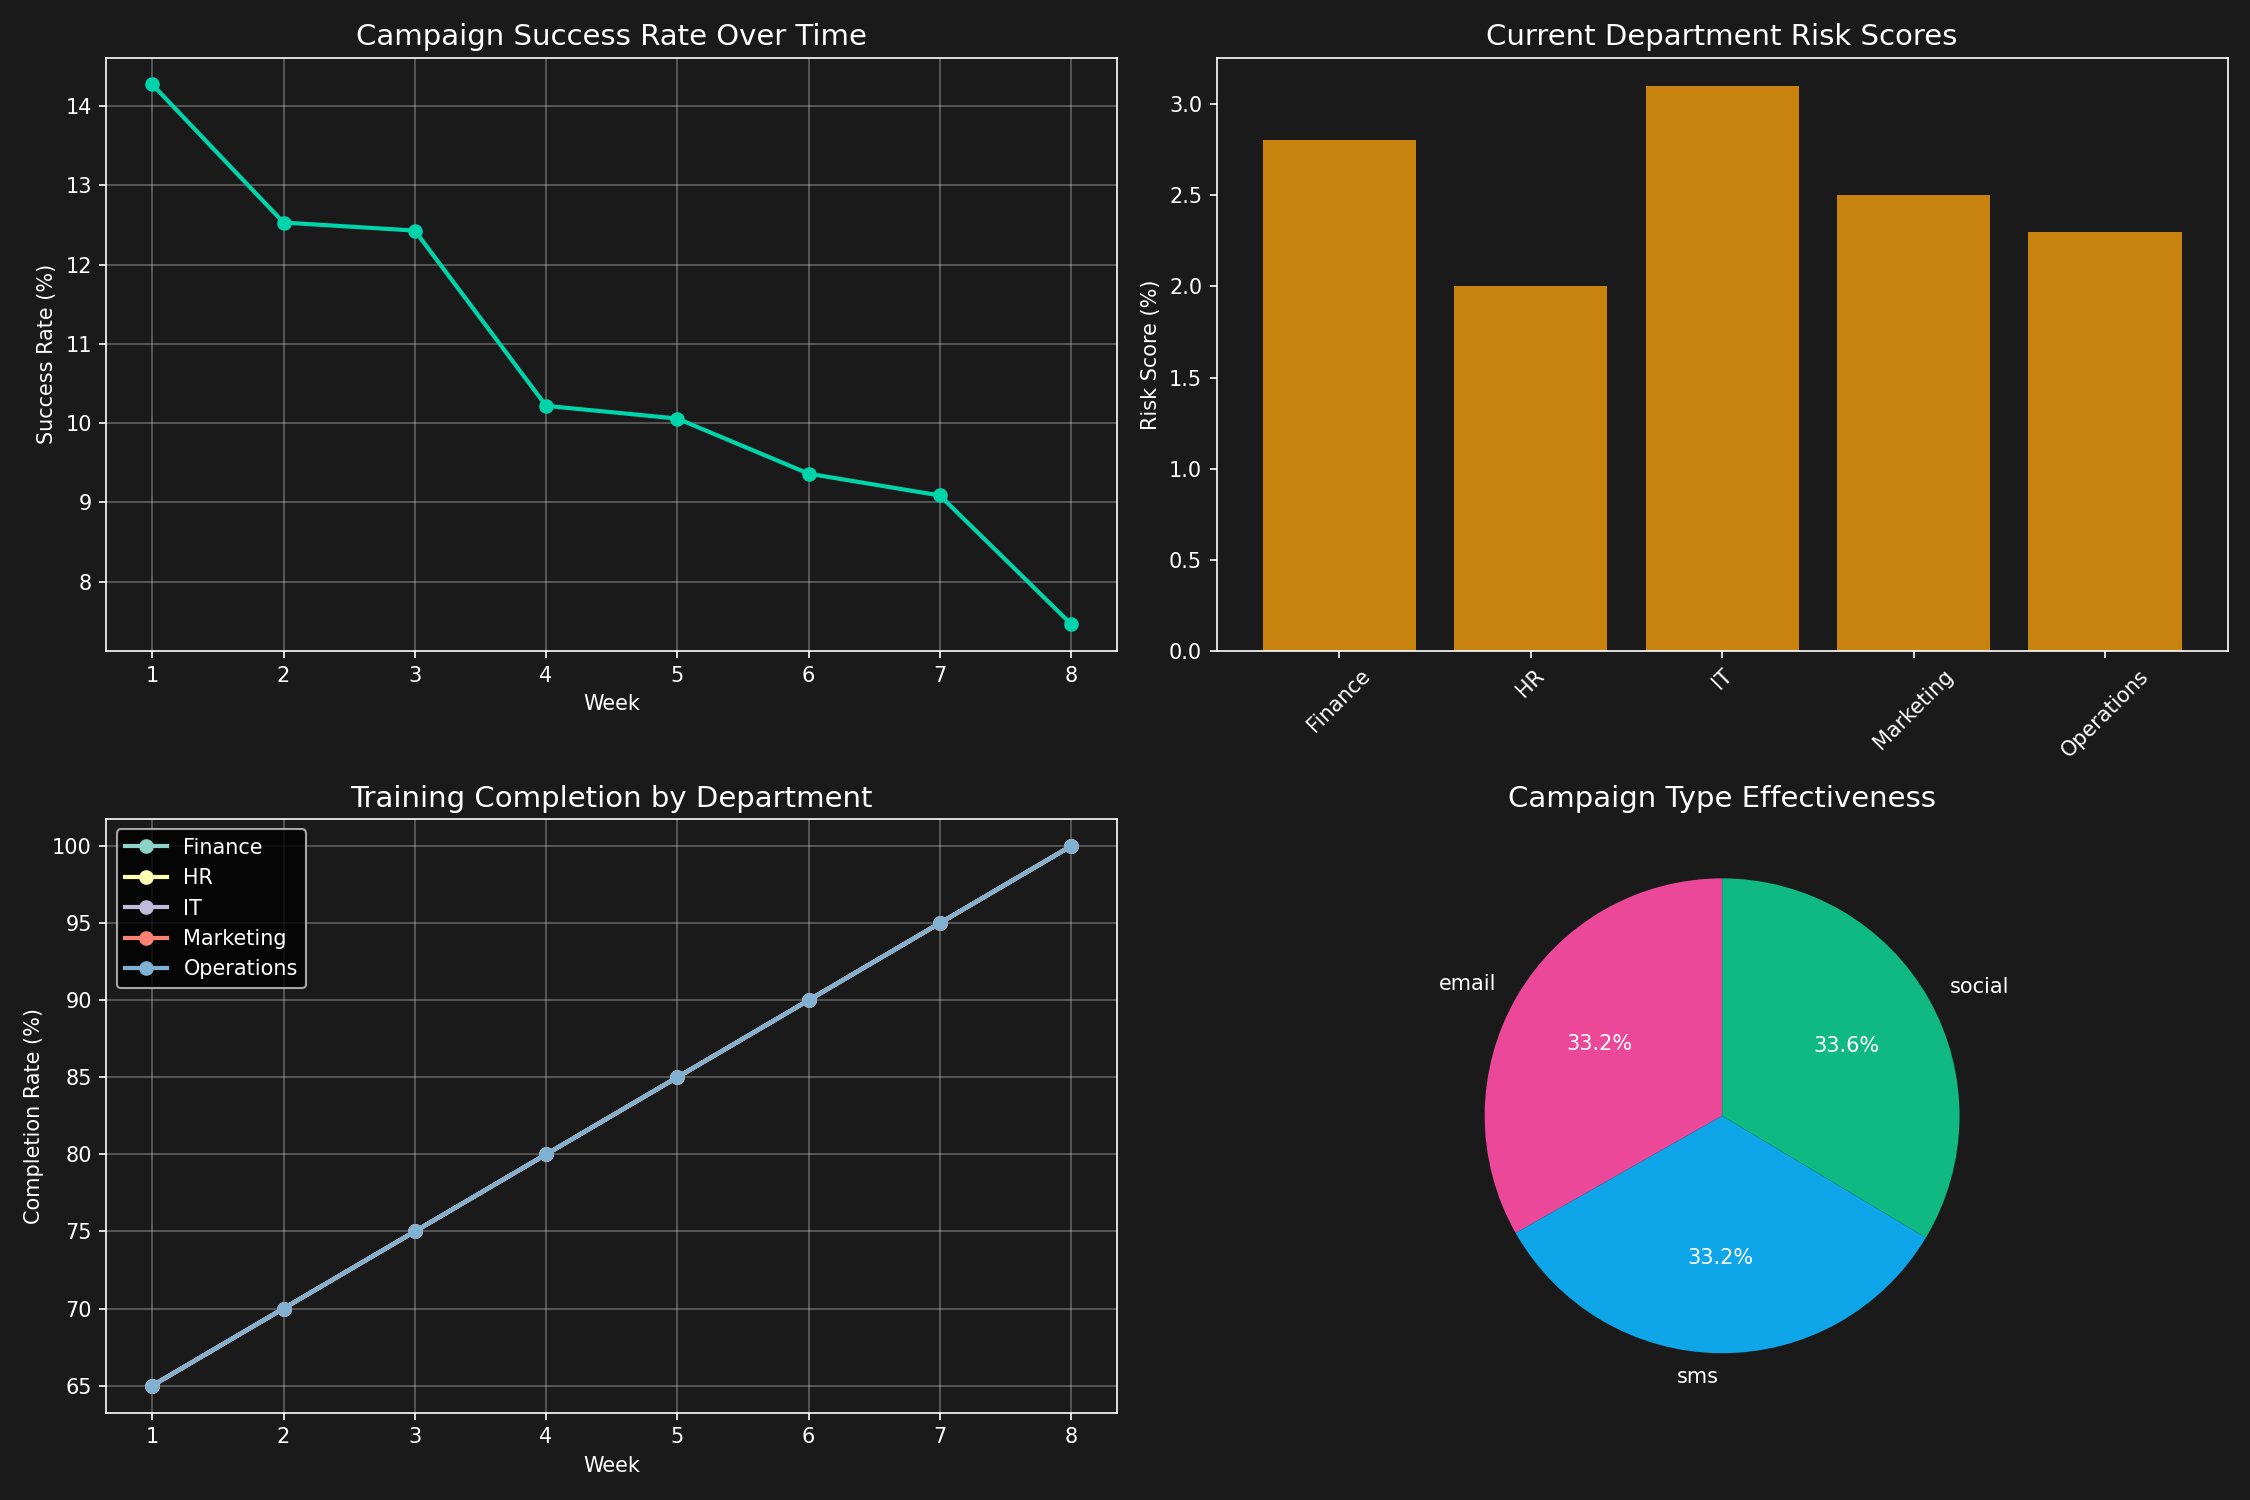 Campaign Success Rate Over Time
Success Rate (%)
14
13
12
11
10
9
8
1 2 3 4 5 6 7 8
Week
Current Department Risk Scores
Risk Score (%)
3.0
2.5
2.0
1.5
1.0
0.5
0.0
Finance HR IT Marketing Operations
Training Completion by Department
Completion Rate (%)
100
95
90
85
80
75
70
65
Finance
HR
IT
Marketing
Operations
1 2 3 4 5 6 7 8
Week
Campaign Type Effectiveness
email
social
33.2%
33.6%
33.2%
sms